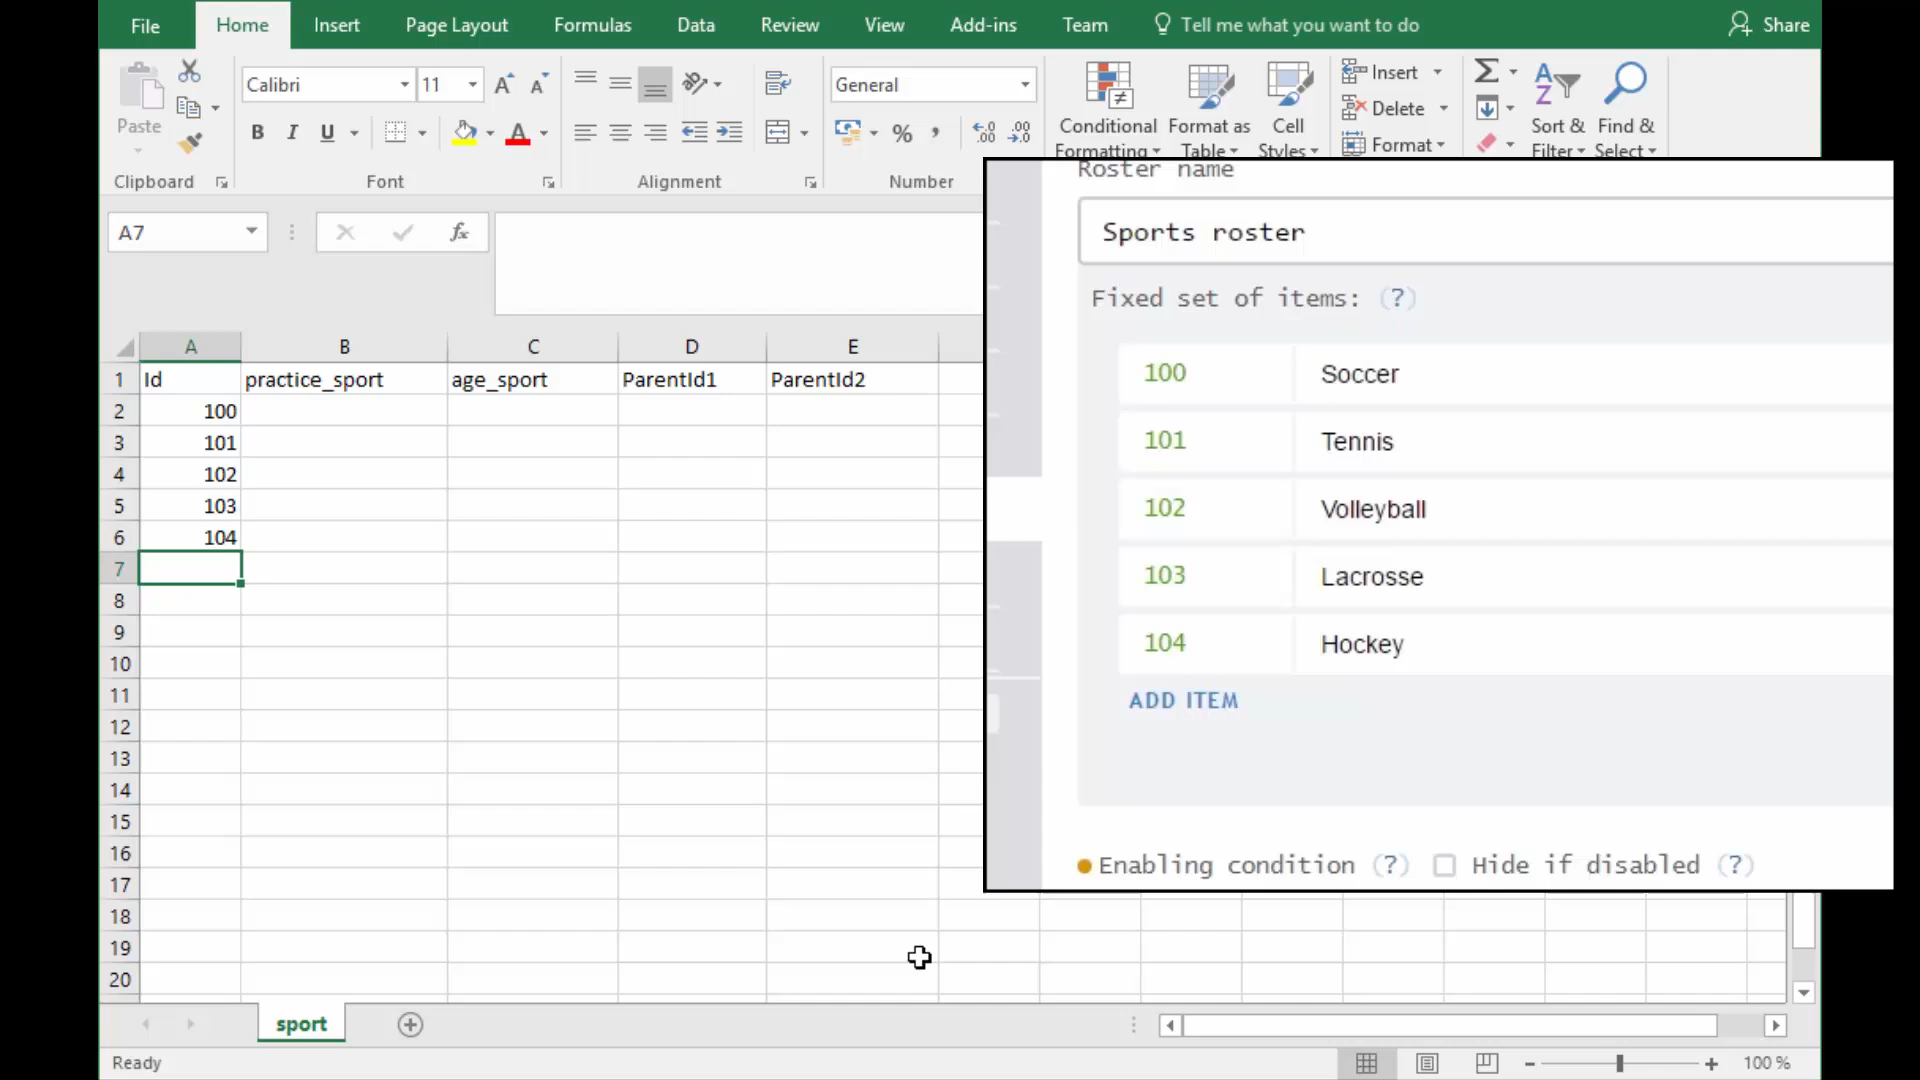 File Home Insert Page Layout Formulas Data Review View Add-ins Team Tell me what you want to do Share
Paste
Calibri 11
B I U
General
%
Conditional Formatting
Format as Table
Cell Styles
Insert
Delete
Format
Sort & Filter
Find & Select
Clipboard Font Alignment Number
A7 fx
A B C D E
1 Id practice_sport age_sport ParentId1 ParentId2
2 100
3 101
4 102
5 103
6 104
7
8
9
10
11
12
13
14
15
16
17
18
19
20
Roster name
Sports roster
Fixed set of items: (?)
100 Soccer
101 Tennis
102 Volleyball
103 Lacrosse
104 Hockey
ADD ITEM
Enabling condition (?) Hide if disabled (?)
sport
Ready 100 %